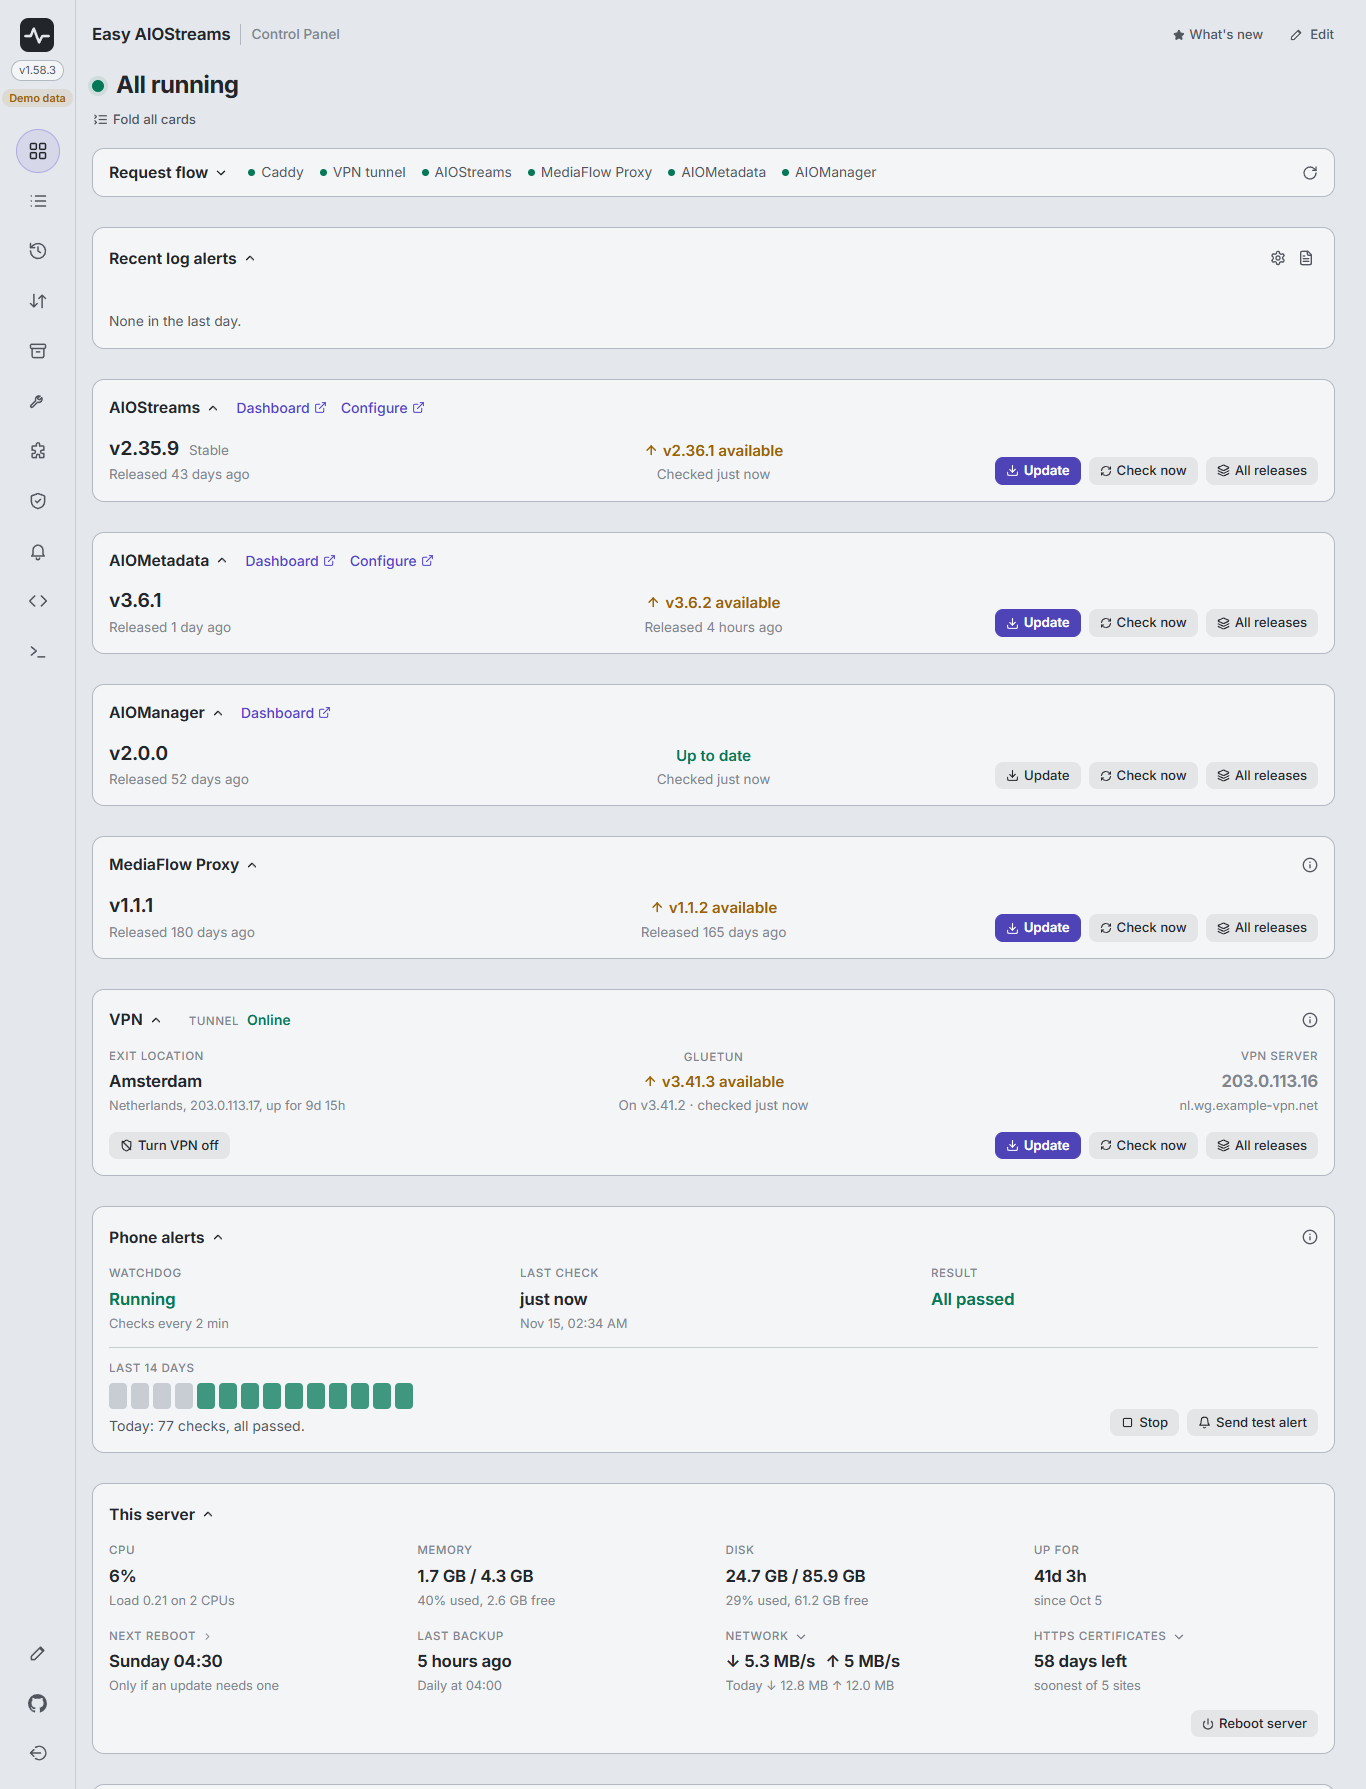 Easy AIOStreams
Control Panel
What's new
Edit
v1.58.3
Demo data
All running
Fold all cards
Request flow
Caddy
VPN tunnel
AIOStreams
MediaFlow Proxy
AIOMetadata
AIOManager
Recent log alerts
None in the last day.
AIOStreams
Dashboard
Configure
v2.35.9 Stable
Released 43 days ago
v2.36.1 available
Checked just now
Update
Check now
All releases
AIOMetadata
Dashboard
Configure
v3.6.1
Released 1 day ago
v3.6.2 available
Released 4 hours ago
Update
Check now
All releases
AIOManager
Dashboard
v2.0.0
Released 52 days ago
Up to date
Checked just now
Update
Check now
All releases
MediaFlow Proxy
v1.1.1
Released 180 days ago
↑ v1.1.2 available
Released 165 days ago
Update
Check now
All releases
VPN
TUNNEL Online
EXIT LOCATION
Amsterdam
Netherlands, 203.0.113.17, up for 9d 15h
GLUETUN
↑ v3.41.3 available
On v3.41.2 · checked just now
VPN SERVER
203.0.113.16
nl.wg.example-vpn.net
Turn VPN off
Update
Check now
All releases
Phone alerts
WATCHDOG
Running
Checks every 2 min
LAST CHECK
just now
Nov 15, 02:34 AM
RESULT
All passed
LAST 14 DAYS
Today: 77 checks, all passed.
Stop
Send test alert
This server
CPU
6%
Load 0.21 on 2 CPUs
MEMORY
1.7 GB / 4.3 GB
40% used, 2.6 GB free
DISK
24.7 GB / 85.9 GB
29% used, 61.2 GB free
UP FOR
41d 3h
since Oct 5
NEXT REBOOT
Sunday 04:30
Only if an update needs one
LAST BACKUP
5 hours ago
Daily at 04:00
NETWORK
↓ 5.3 MB/s ↑ 5 MB/s
Today ↓ 12.8 MB ↑ 12.0 MB
HTTPS CERTIFICATES
58 days left
soonest of 5 sites
Reboot server